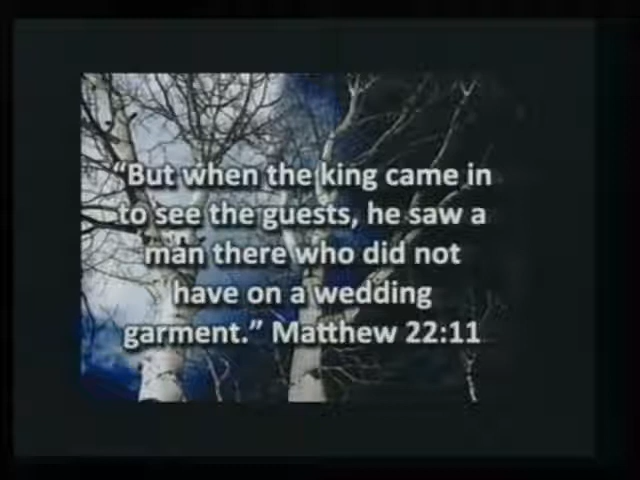 “But when the king came in
to see the guests, he saw a
man there who did not
have on a wedding
garment.” Matthew 22:11